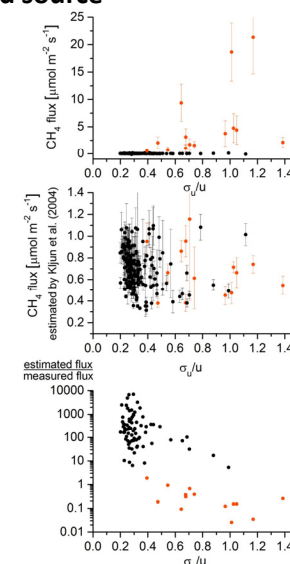 d source
25
20
15
10
5
0
CH4 flux [μmol m-2 s-1]
0.0 0.2 0.4 0.6 0.8 1.0 1.2 1.4
σu/u
1.4
1.2
1.0
0.8
0.6
0.4
0.2
CH4 flux [μmol m-2 s-1]
estimated by Kljun et al. (2004)
0.0 0.2 0.4 0.6 0.8 1.0 1.2 1.4
σu/u
estimated flux
measured flux
10000
1000
100
10
1
0.1
0.01
0.0 0.2 0.4 0.6 0.8 1.0 1.2 1.4
σu/u